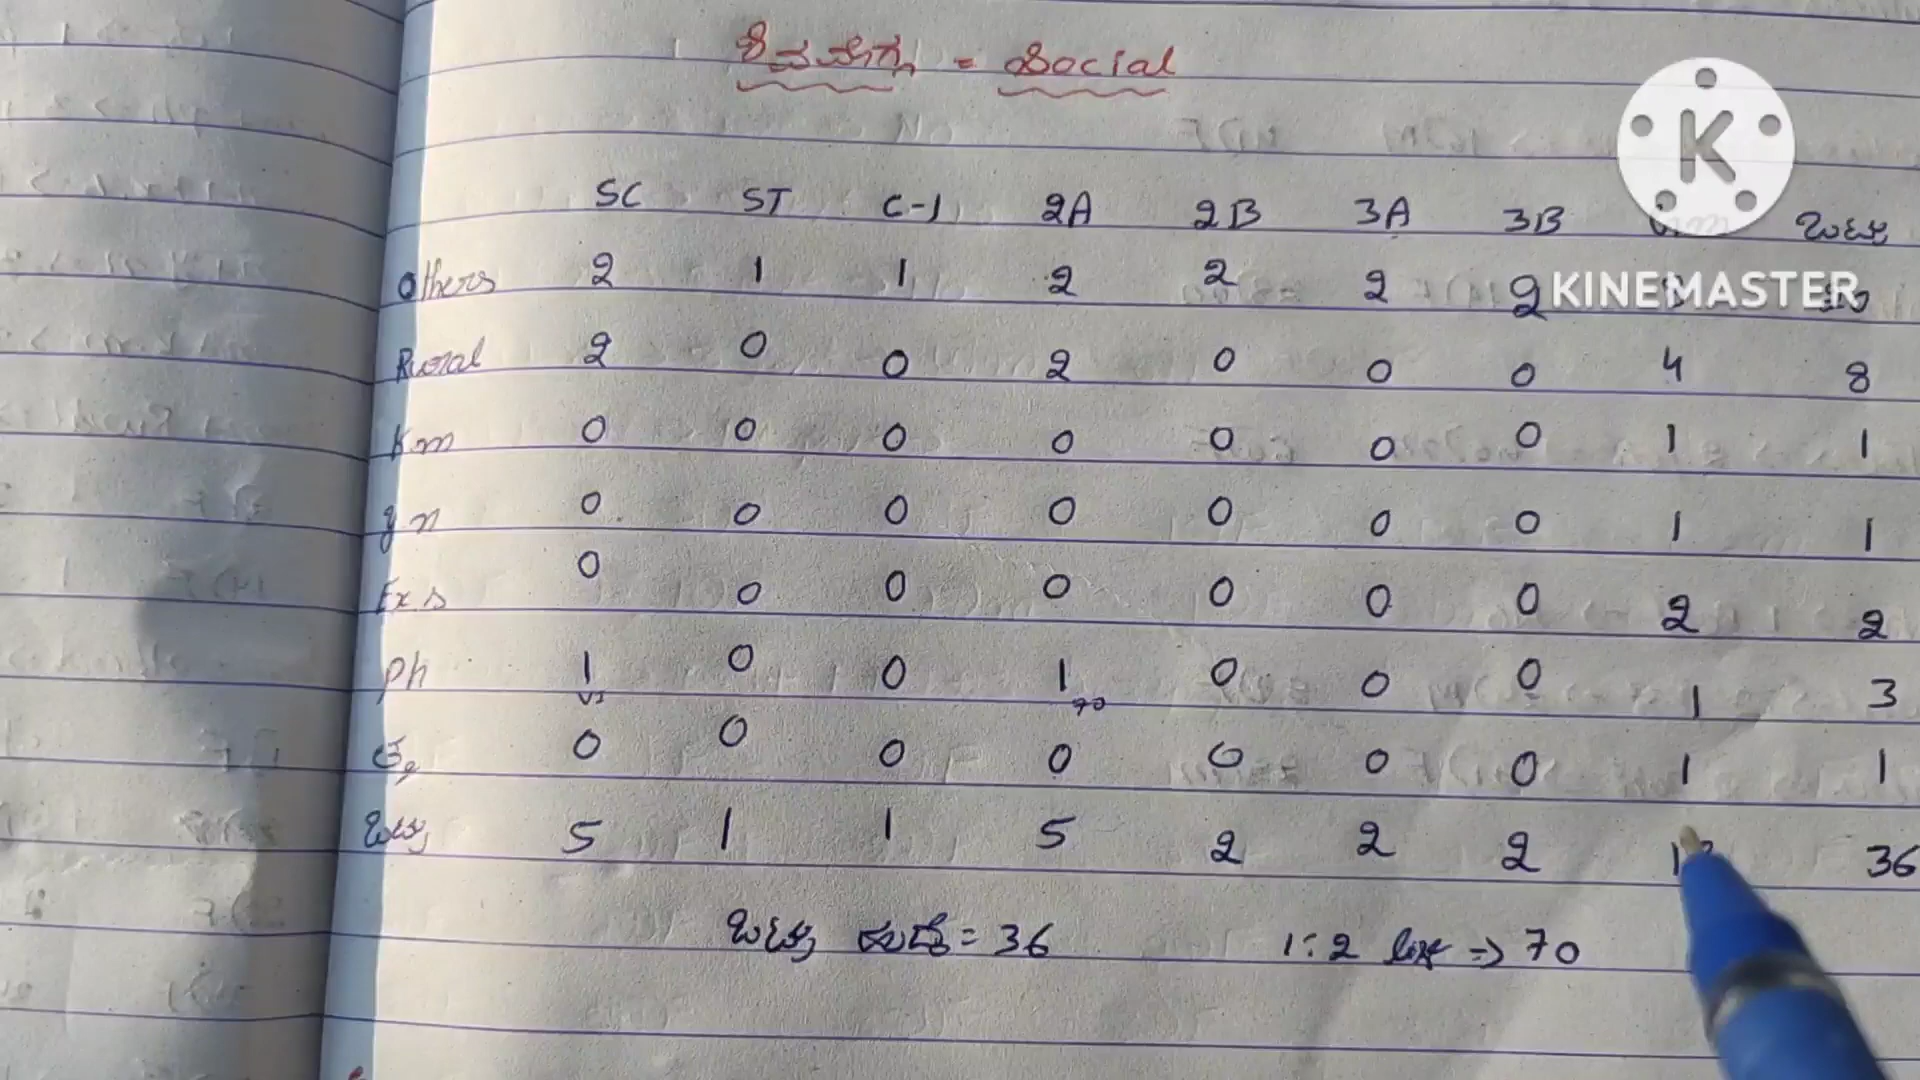 ಶಿವಮೊಗ್ಗ = Social
SC ST C-1 2A 2B 3A 3B ಒಟ್ಟು
Others 2 1 1 2 2 2 2
KINEMASTER
Rural 2 0 0 2 0 0 0 4 8
Km 0 0 0 0 0 0 0 1 1
0 0 0 0 0 0 0 1 1
Ex s 0 0 0 0 0 0 0 2 2
Ph 1 0 0 1 0 0 0 1 3
0 0 0 0 0 0 0 1 1
ಒಟ್ಟು 5 1 1 5 2 2 2 36
ಒಟ್ಟು ಹುದ್ದೆ = 36 1:2 => 70
K